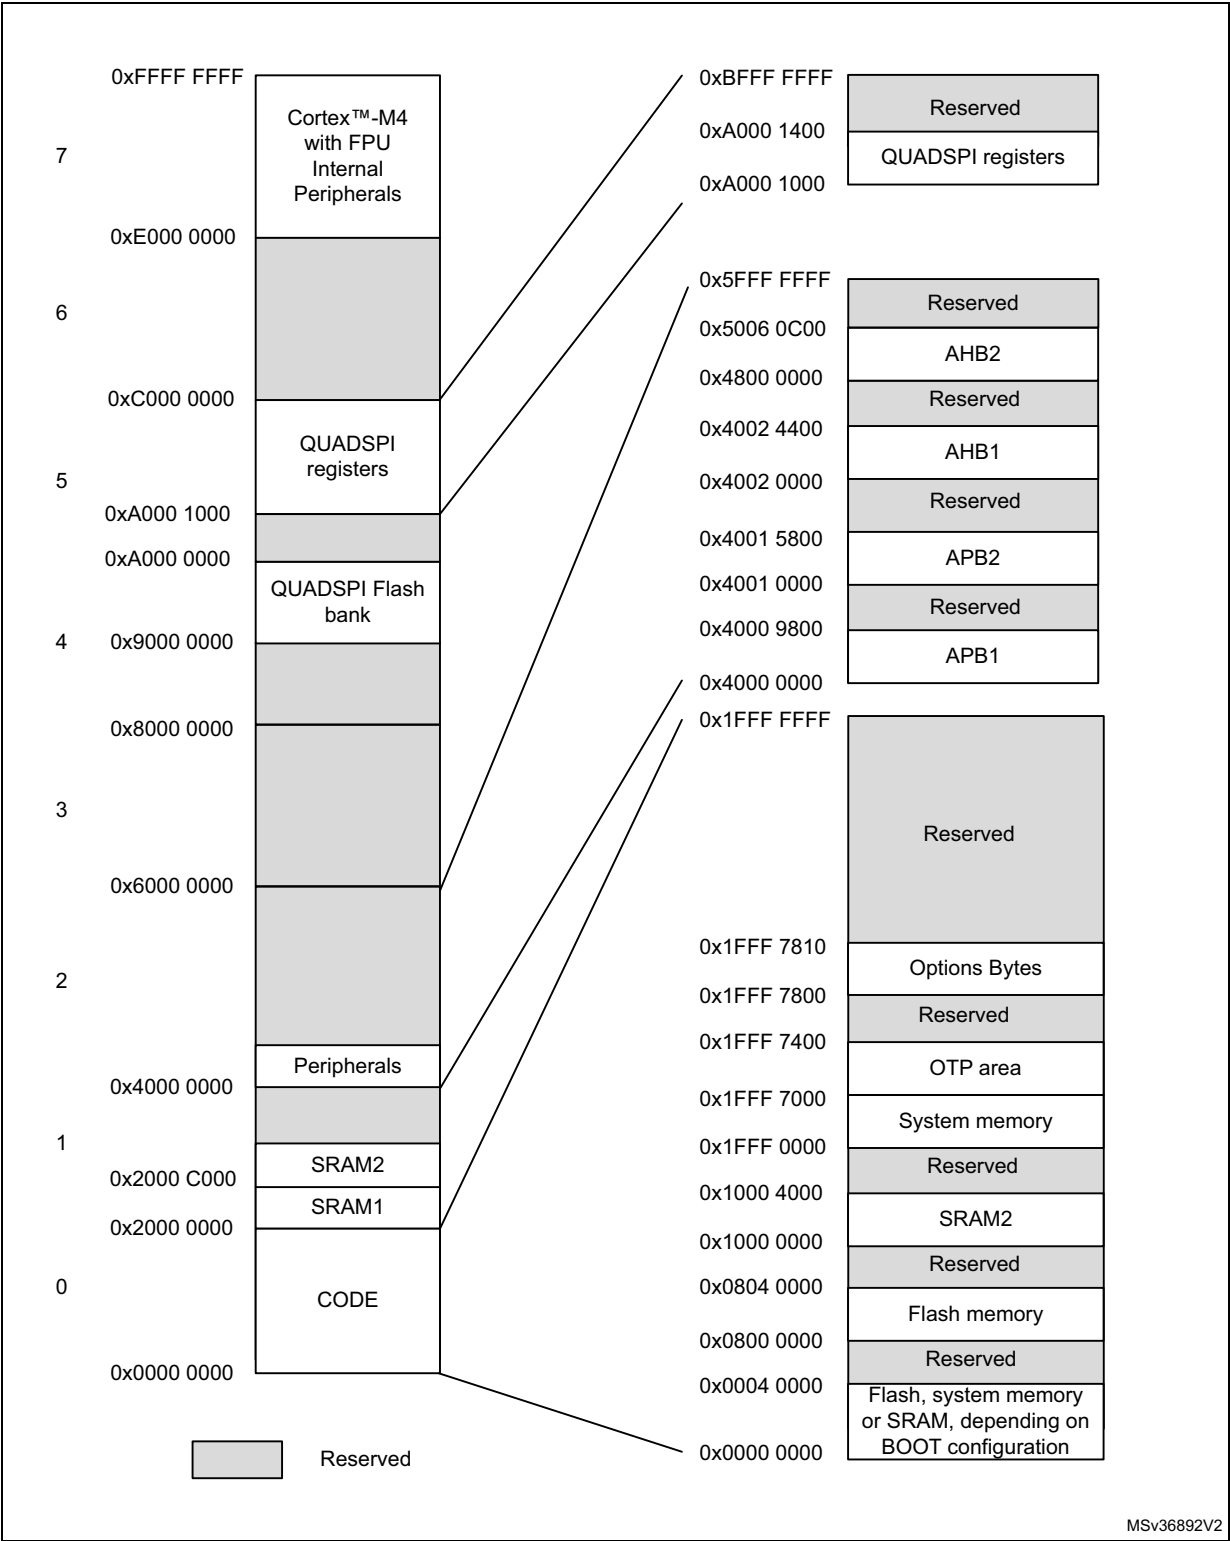 0xFFFF FFFF
Cortex™-M4
with FPU
Internal
Peripherals
7
0xE000 0000
6
0xC000 0000
QUADSPI
registers
5
0xA000 1000
0xA000 0000
QUADSPI Flash
bank
4
0x9000 0000
0x8000 0000
3
0x6000 0000
2
Peripherals
0x4000 0000
1
SRAM2
0x2000 C000
SRAM1
0x2000 0000
0
CODE
0x0000 0000
Reserved
0xBFFF FFFF
Reserved
0xA000 1400
QUADSPI registers
0xA000 1000
0x5FFF FFFF
Reserved
0x5006 0C00
AHB2
0x4800 0000
Reserved
0x4002 4400
AHB1
0x4002 0000
Reserved
0x4001 5800
APB2
0x4001 0000
Reserved
0x4000 9800
APB1
0x4000 0000
0x1FFF FFFF
Reserved
0x1FFF 7810
Options Bytes
0x1FFF 7800
Reserved
0x1FFF 7400
OTP area
0x1FFF 7000
System memory
0x1FFF 0000
Reserved
0x1000 4000
SRAM2
0x1000 0000
Reserved
0x0804 0000
Flash memory
0x0800 0000
Reserved
0x0004 0000
Flash, system memory
or SRAM, depending on
BOOT configuration
0x0000 0000
MSv36892V2